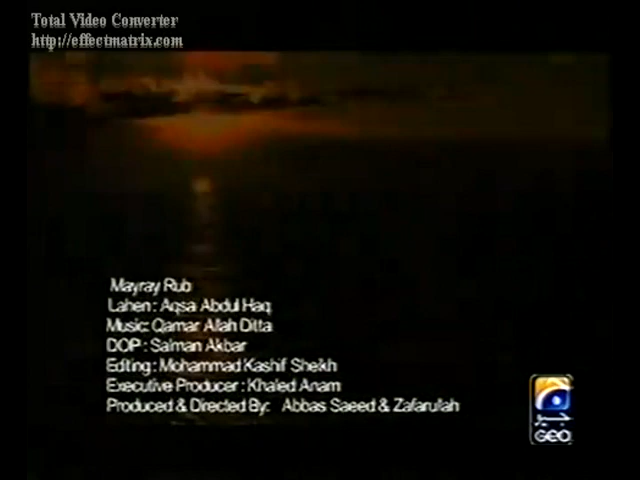 Total Video Converter
http://effectmatrix.com
Mayray Rub
Lahen : Aqsa Abdul Haq
Music: Qamar Allah Ditta
DOP : Salman Akbar
Editing : Mohammad Kashif Sheikh
Executive Producer : Khaled Anam
Produced & Directed By: Abbas Saeed & Zafarullah
GEO